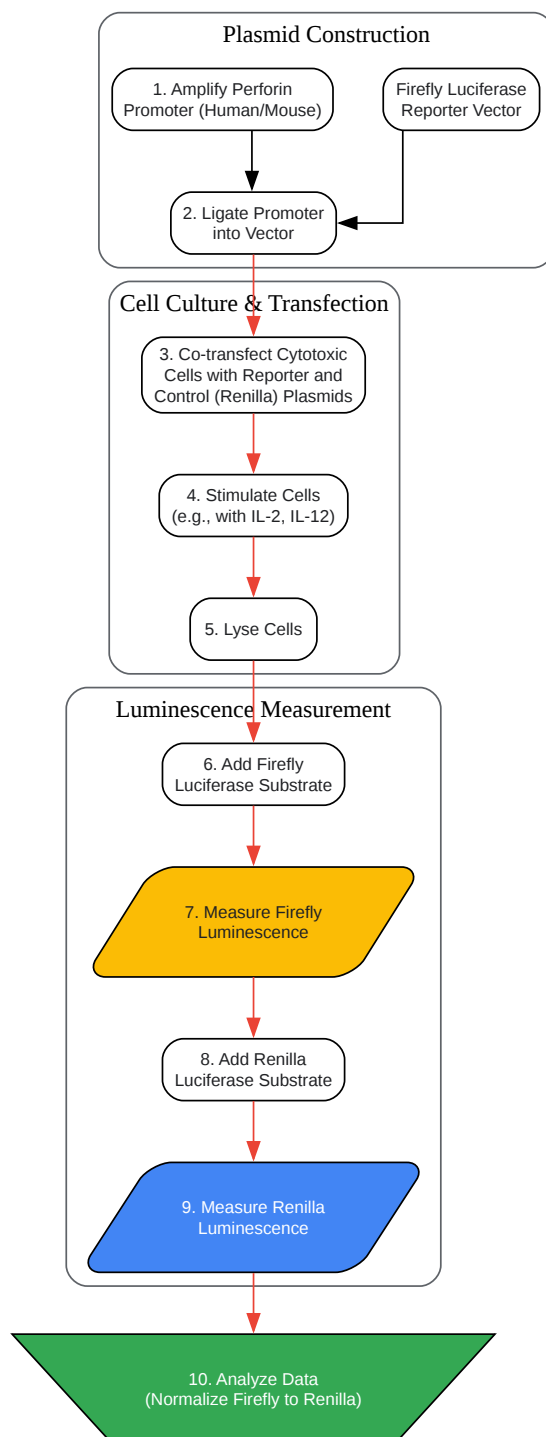 Plasmid Construction
1. Amplify Perforin
Promoter (Human/Mouse)
Firefly Luciferase
Reporter Vector
2. Ligate Promoter
into Vector
Cell Culture & Transfection
3. Co-transfect Cytotoxic
Cells with Reporter and
Control (Renilla) Plasmids
4. Stimulate Cells
(e.g., with IL-2, IL-12)
5. Lyse Cells
Luminescence Measurement
6. Add Firefly
Luciferase Substrate
7. Measure Firefly
Luminescence
8. Add Renilla
Luciferase Substrate
9. Measure Renilla
Luminescence
10. Analyze Data
(Normalize Firefly to Renilla)